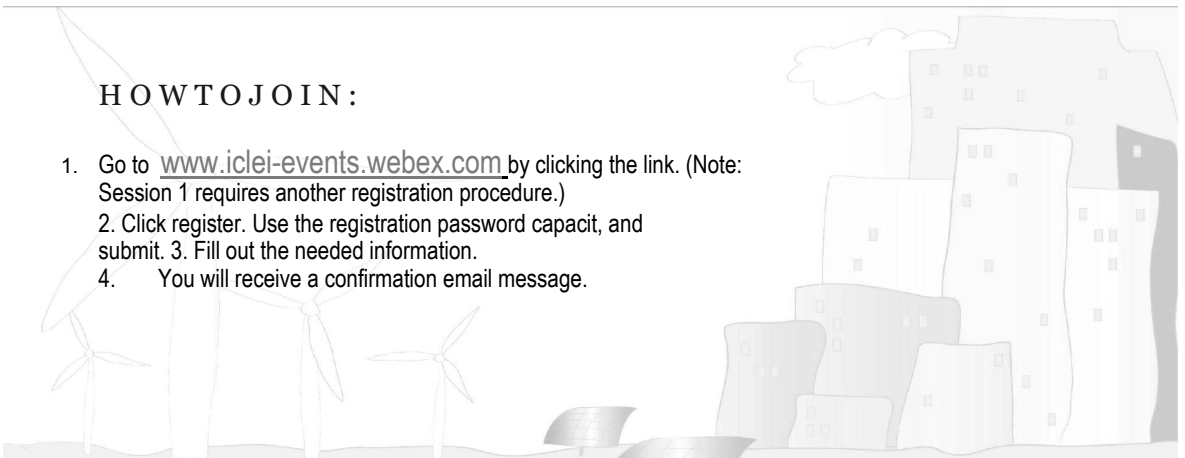 HOWTOJOIN:
1. Go to www.iclei-events.webex.com by clicking the link. (Note:
Session 1 requires another registration procedure.)
2. Click register. Use the registration password capacit, and
submit. 3. Fill out the needed information.
4. You will receive a confirmation email message.